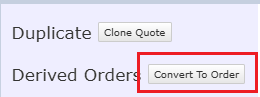 Duplicate Clone Quote
Derived Orders Convert To Order